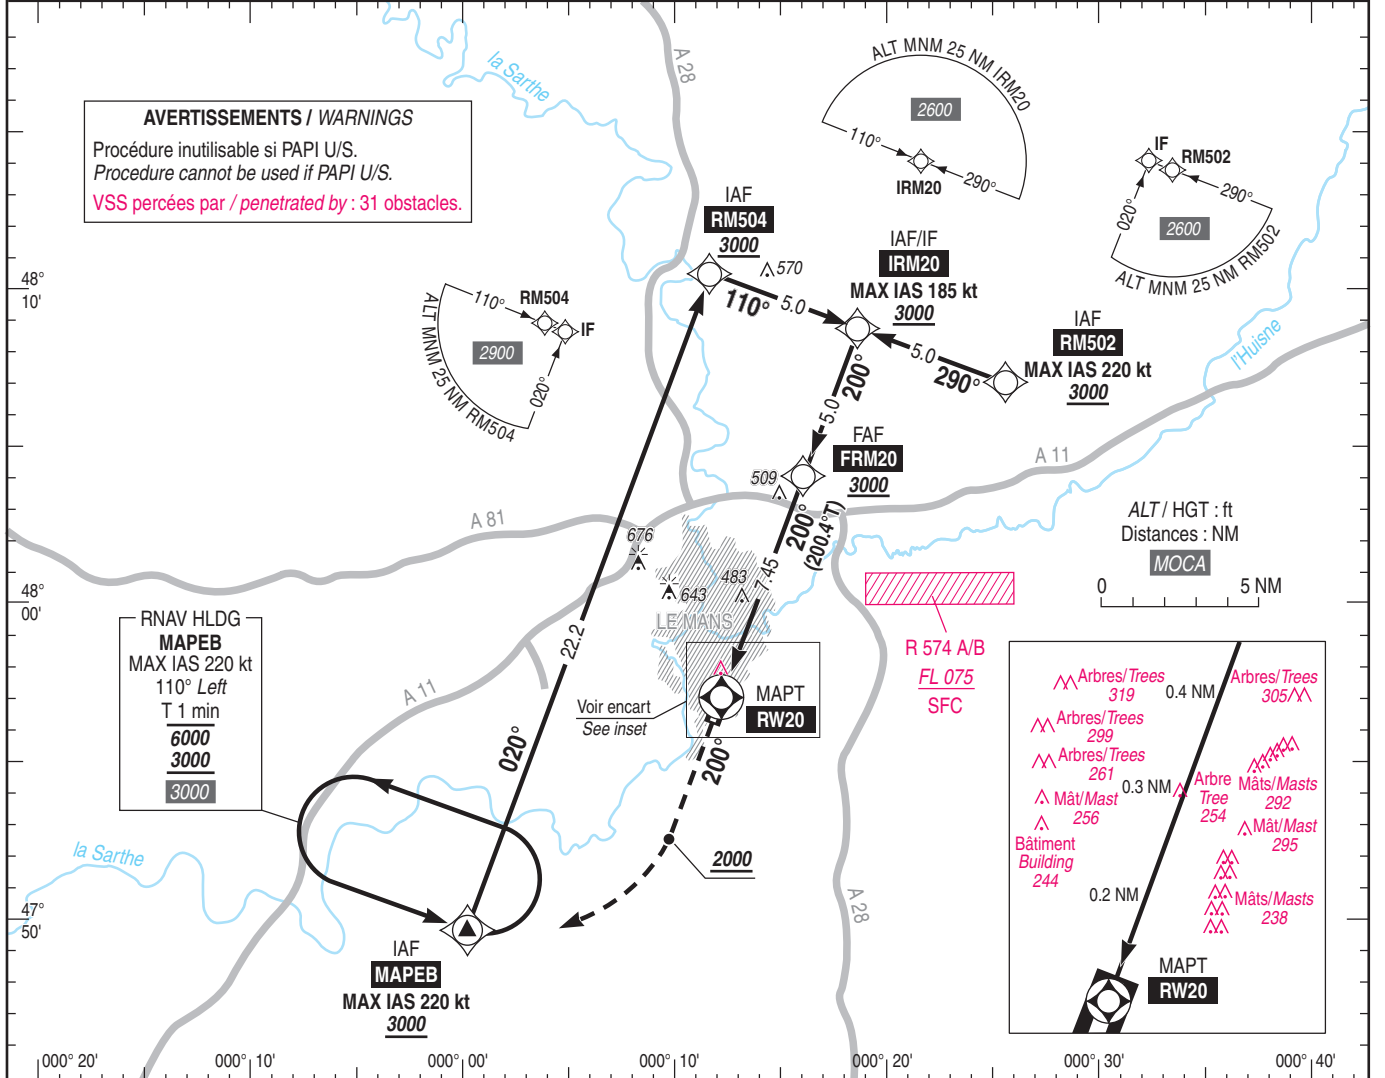 AVERTISSEMENTS / WARNINGS
Procédure inutilisable si PAPI U/S.
Procedure cannot be used if PAPI U/S.
VSS percées par / penetrated by : 31 obstacles.
la Sarthe
A 28
ALT MNM 25 NM IRM20
2600
110°
290°
IRM20
IF
RM502
290°
020°
2600
ALT MNM 25 NM RM502
l'Huisne
IAF
RM504
3000
570
110°
5.0
IAF/IF
IRM20
MAX IAS 185 kt
3000
IAF
RM502
MAX IAS 220 kt
3000
5.0
290°
48°
10'
110°
RM504
IF
2900
020°
ALT MNM 25 NM RM504
200°
5.0
FAF
FRM20
3000
509
A 11
A 81
200°
(200.4°T)
7.45
676
643
483
LE MANS
ALT / HGT : ft
Distances : NM
MOCA
0 5 NM
48°
00'
R 574 A/B
FL 075
SFC
RNAV HLDG
MAPEB
MAX IAS 220 kt
110° Left
T 1 min
6000
3000
3000
22.2
020°
A 11
Voir encart
See inset
MAPT
RW20
200°
2000
la Sarthe
47°
50'
A 28
IAF
MAPEB
MAX IAS 220 kt
3000
Arbres/Trees
319
0.4 NM
Arbres/Trees
305
Arbres/Trees
299
Arbres/Trees
261
0.3 NM
Arbre
Tree
254
Mâts/Masts
292
Mât/Mast
256
Mât/Mast
295
Bâtiment
Building
244
0.2 NM
Mâts/Masts
238
MAPT
RW20
000° 20'
000° 10'
000° 00'
000° 10'
000° 20'
000° 30'
000° 40'